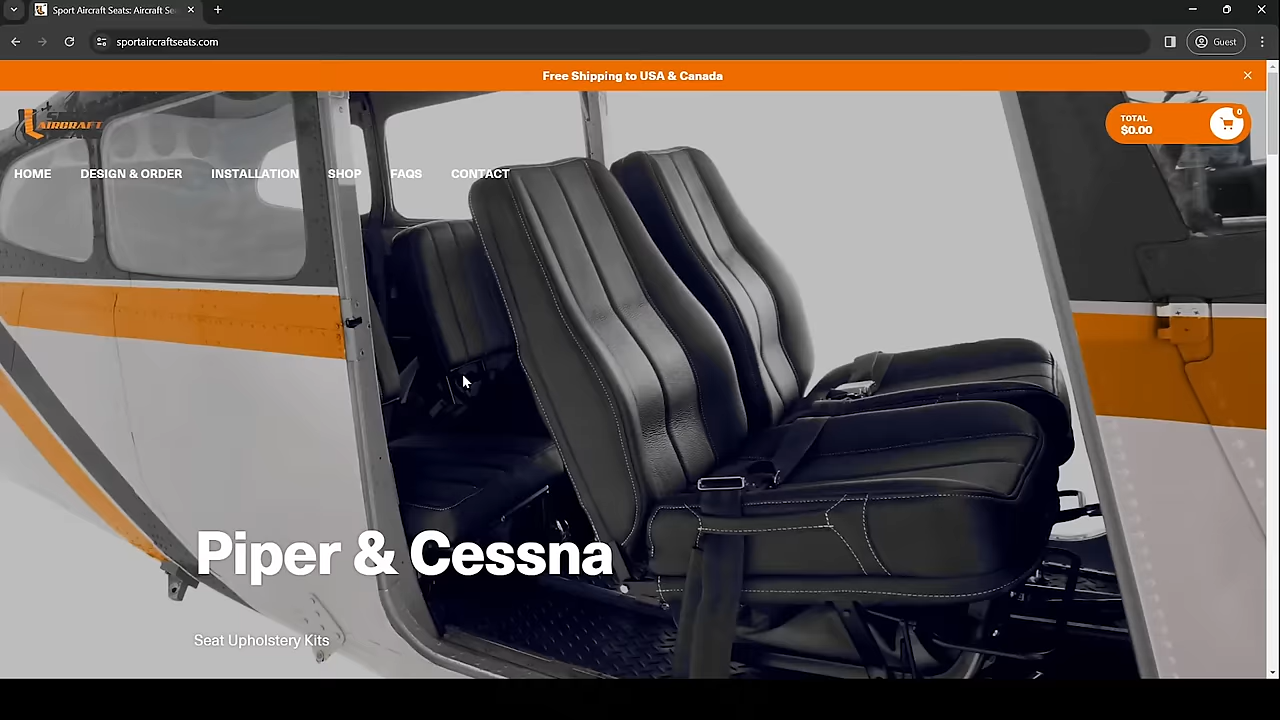 Sport Aircraft Seats: Aircraft Se
sportaircraftseats.com
Guest
Free Shipping to USA & Canada
AIRCRAFT
TOTAL
$0.00
0
HOME DESIGN & ORDER INSTALLATION SHOP FAQS CONTACT
Piper & Cessna
Seat Upholstery Kits